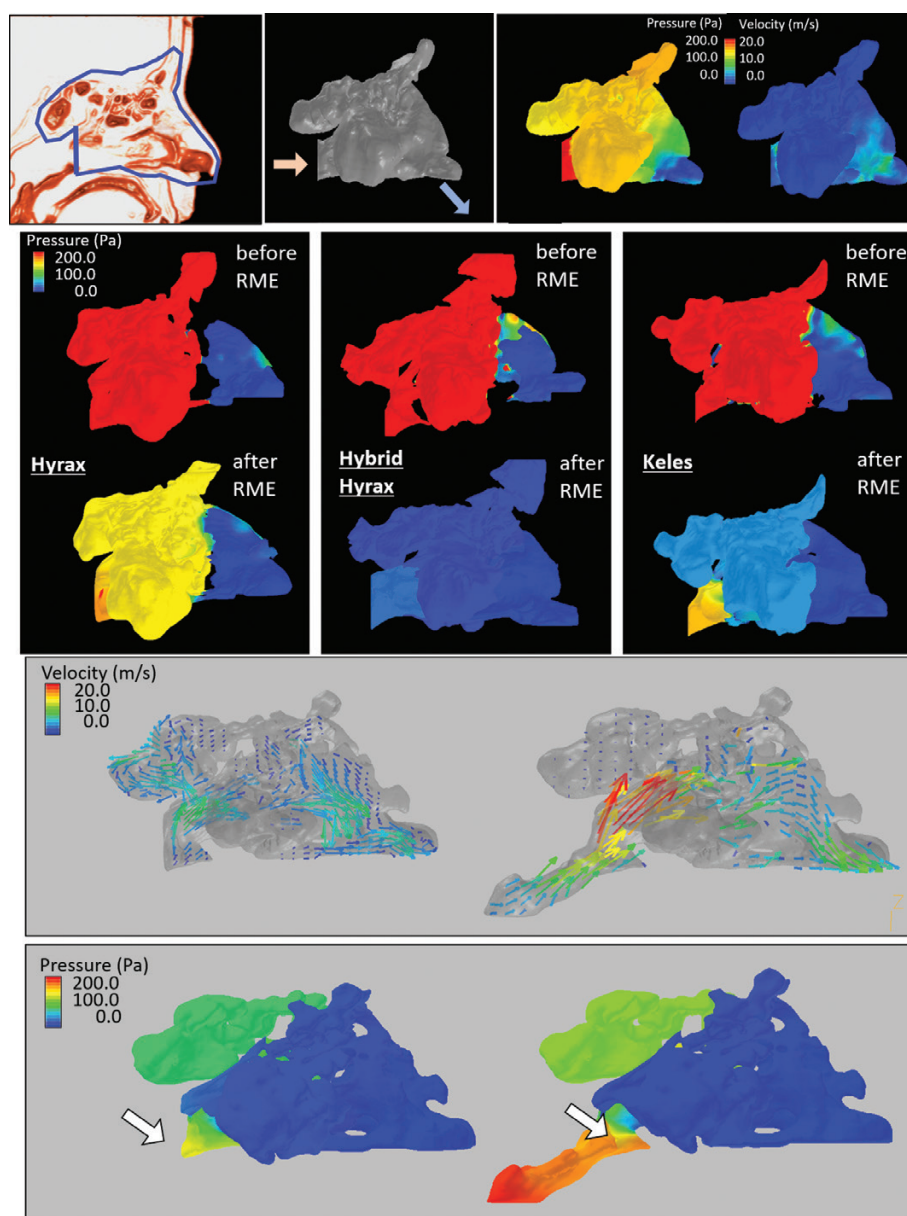 Pressure (Pa)
200.0
100.0
0.0
Velocity (m/s)
20.0
10.0
0.0
Pressure (Pa)
200.0
100.0
0.0
before
RME
before
RME
before
RME
Hyrax
after
RME
Hybrid
Hyrax
after
RME
Keles
after
RME
Velocity (m/s)
20.0
10.0
0.0
Pressure (Pa)
200.0
100.0
0.0